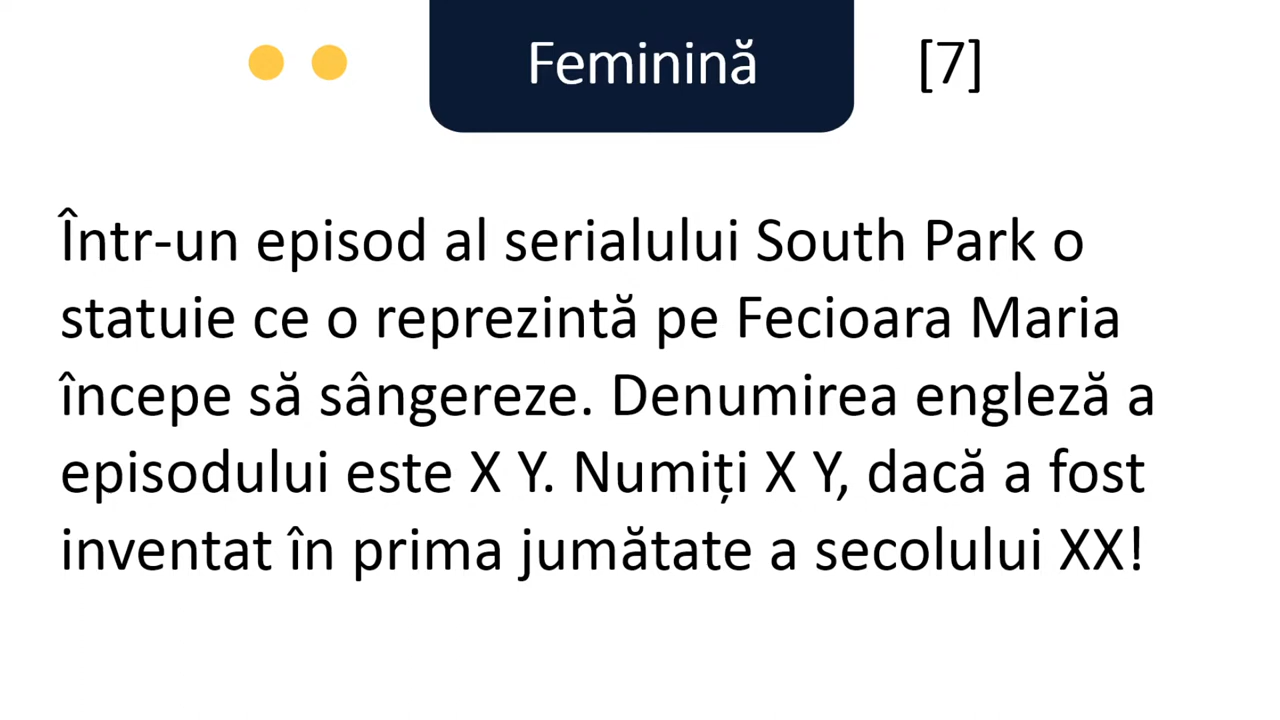 Feminină [7]
Într-un episod al serialului South Park o
statuie ce o reprezintă pe Fecioara Maria
începe să sângereze. Denumirea engleză a
episodului este X Y. Numiți X Y, dacă a fost
inventat în prima jumătate a secolului XX!